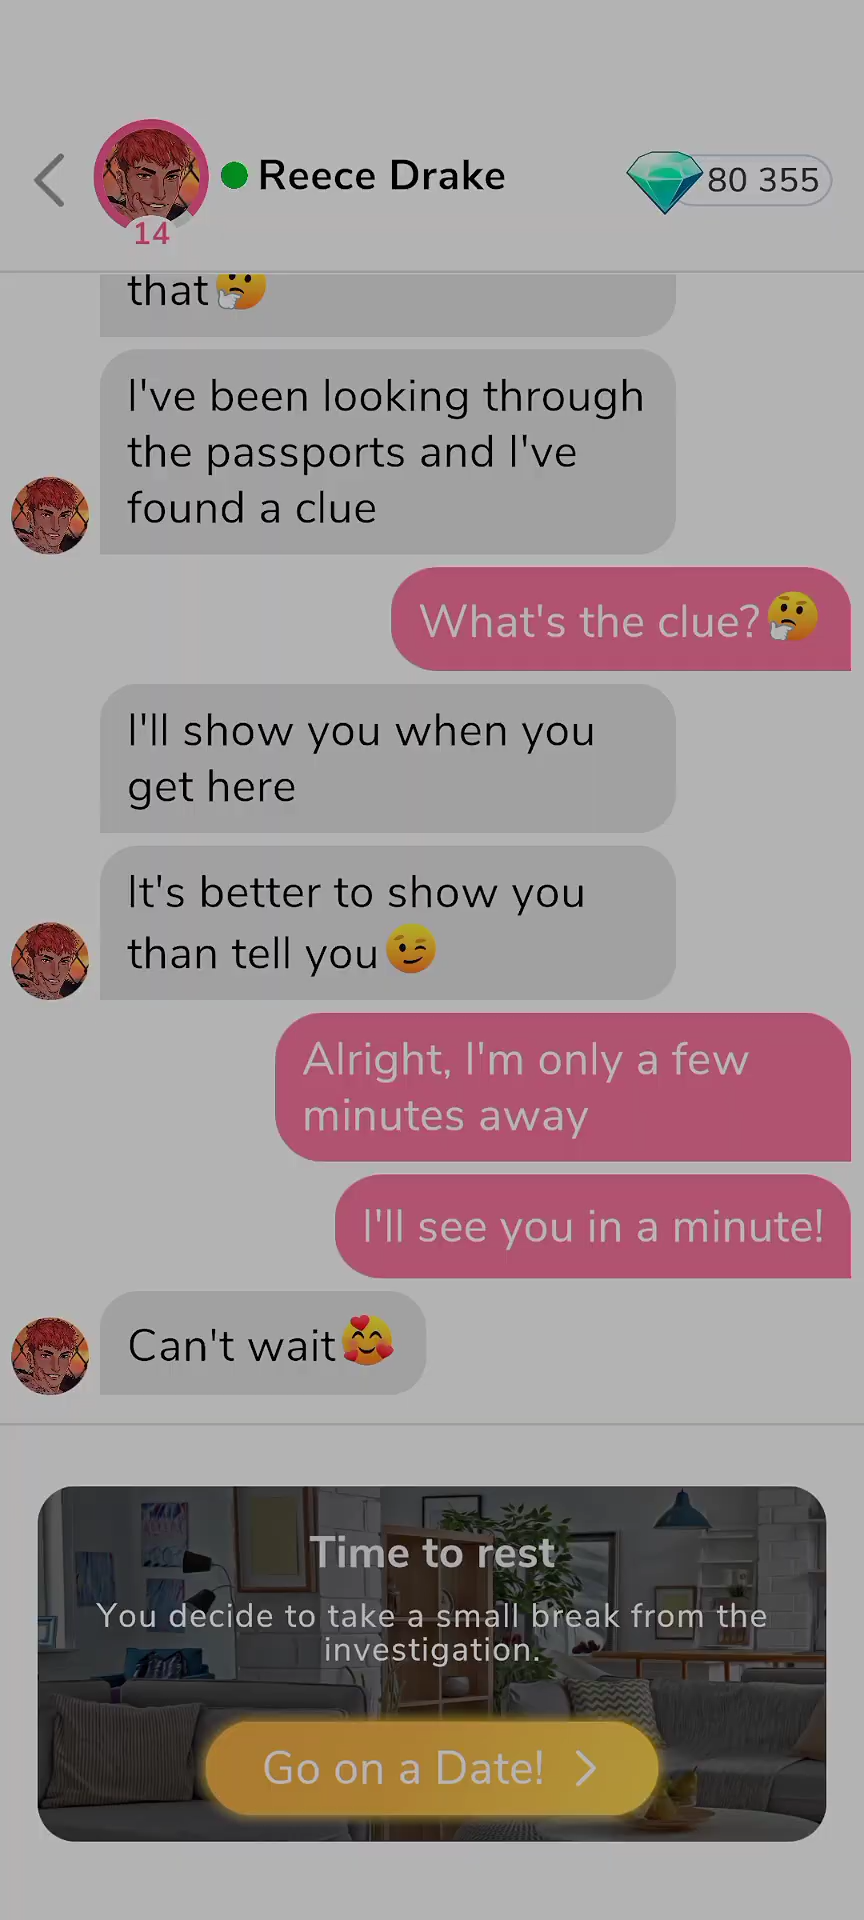 Reece Drake
80 355
14
that🤔
I've been looking through
the passports and I've
found a clue
What's the clue?🤔
I'll show you when you
get here
It's better to show you
than tell you😉
Alright, I'm only a few
minutes away
I'll see you in a minute!
Can't wait🥰
Time to rest
You decide to take a small break from the
investigation.
Go on a Date!